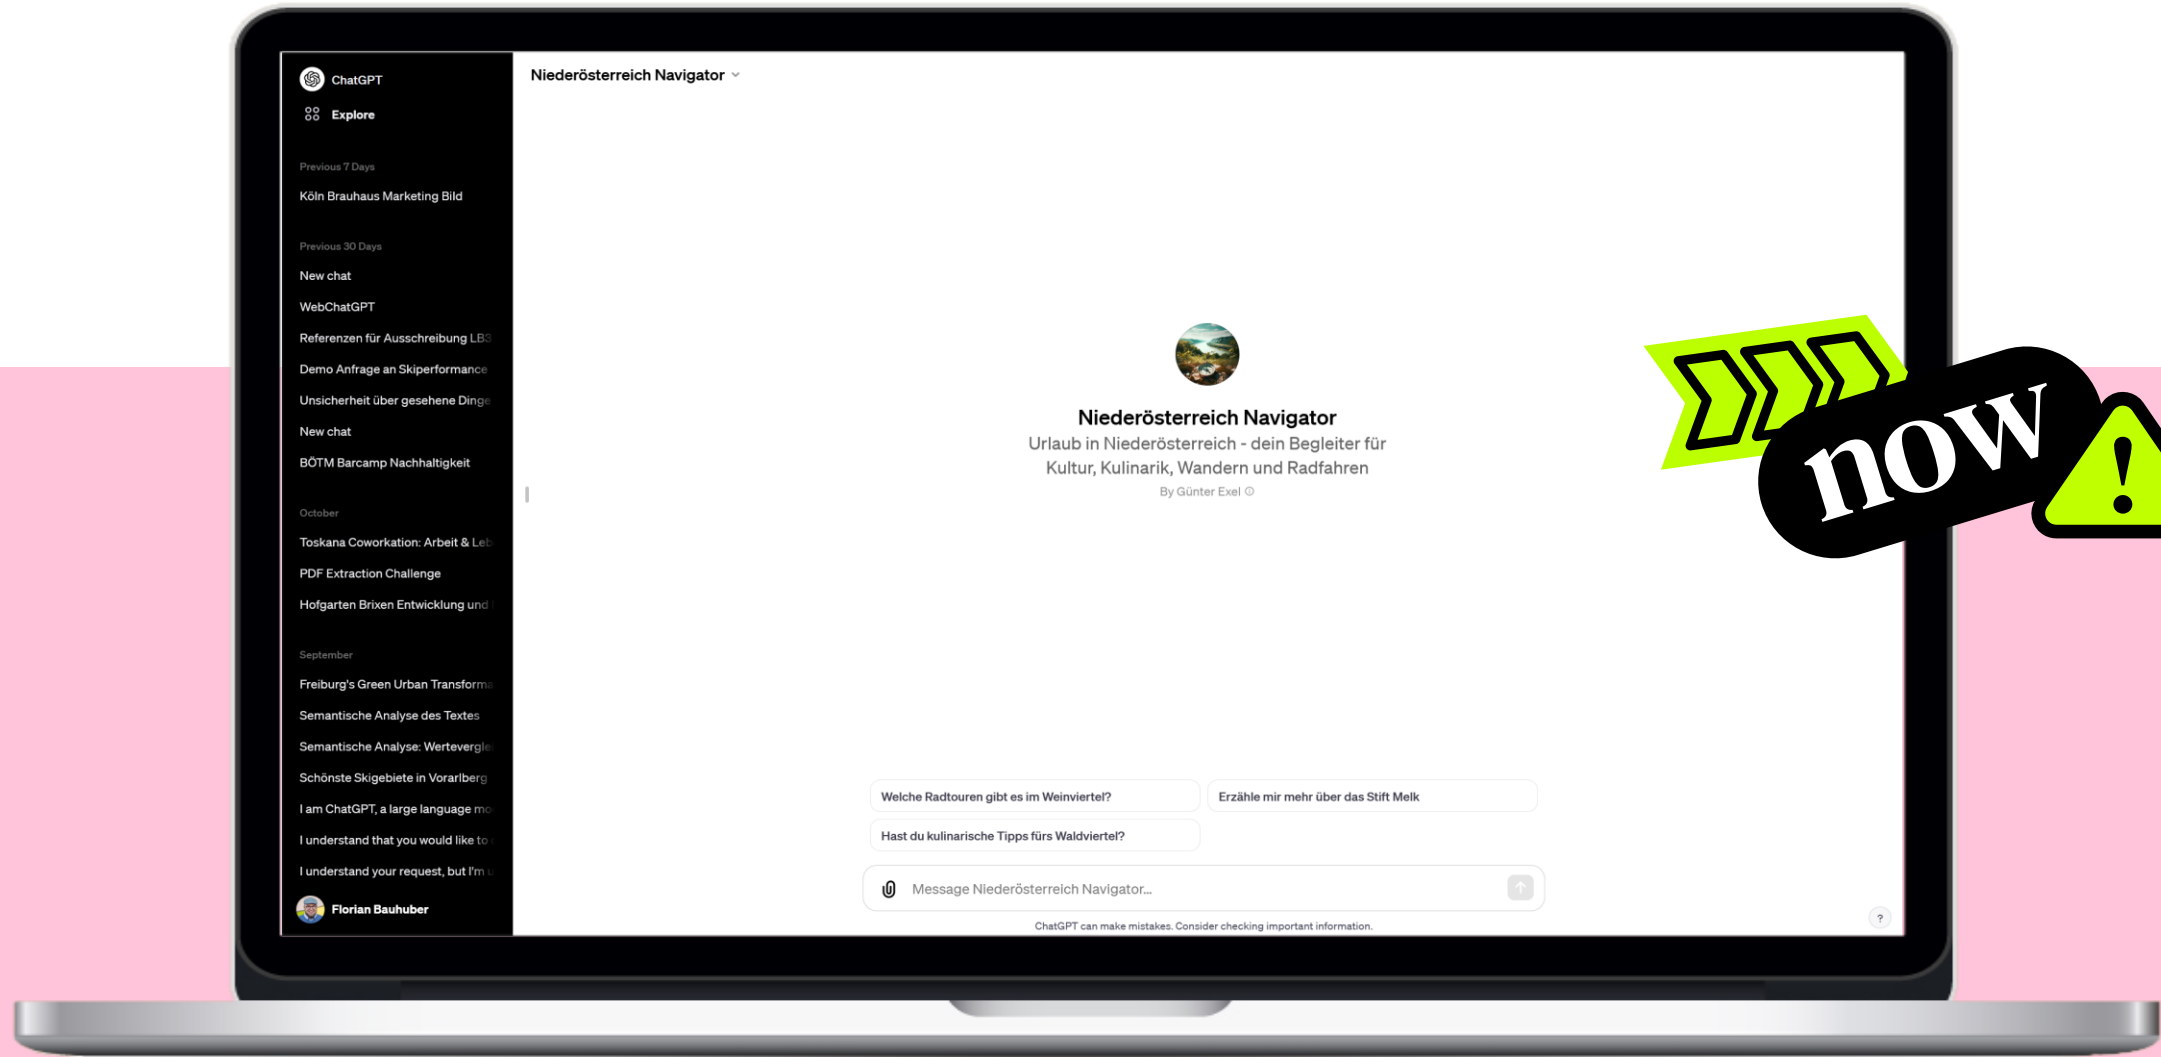 ChatGPT
Explore
Previous 7 Days
Köln Brauhaus Marketing Bild
Previous 30 Days
New chat
WebChatGPT
Referenzen für Ausschreibung LB3
Demo Anfrage an Skiperformance
Unsicherheit über gesehene Dinge
New chat
BÖTM Barcamp Nachhaltigkeit
October
Toskana Coworkation: Arbeit & Leb
PDF Extraction Challenge
Hofgarten Brixen Entwicklung und
September
Freiburg's Green Urban Transforma
Semantische Analyse des Textes
Semantische Analyse: Wertevergle
Schönste Skigebiete in Vorarlberg
I am ChatGPT, a large language mo
I understand that you would like to
I understand your request, but I'm u
Florian Bauhuber
Niederösterreich Navigator
Niederösterreich Navigator
Urlaub in Niederösterreich - dein Begleiter für
Kultur, Kulinarik, Wandern und Radfahren
By Günter Exel
now
!
Welche Radtouren gibt es im Weinviertel?
Erzähle mir mehr über das Stift Melk
Hast du kulinarische Tipps fürs Waldviertel?
Message Niederösterreich Navigator...
ChatGPT can make mistakes. Consider checking important information.
?